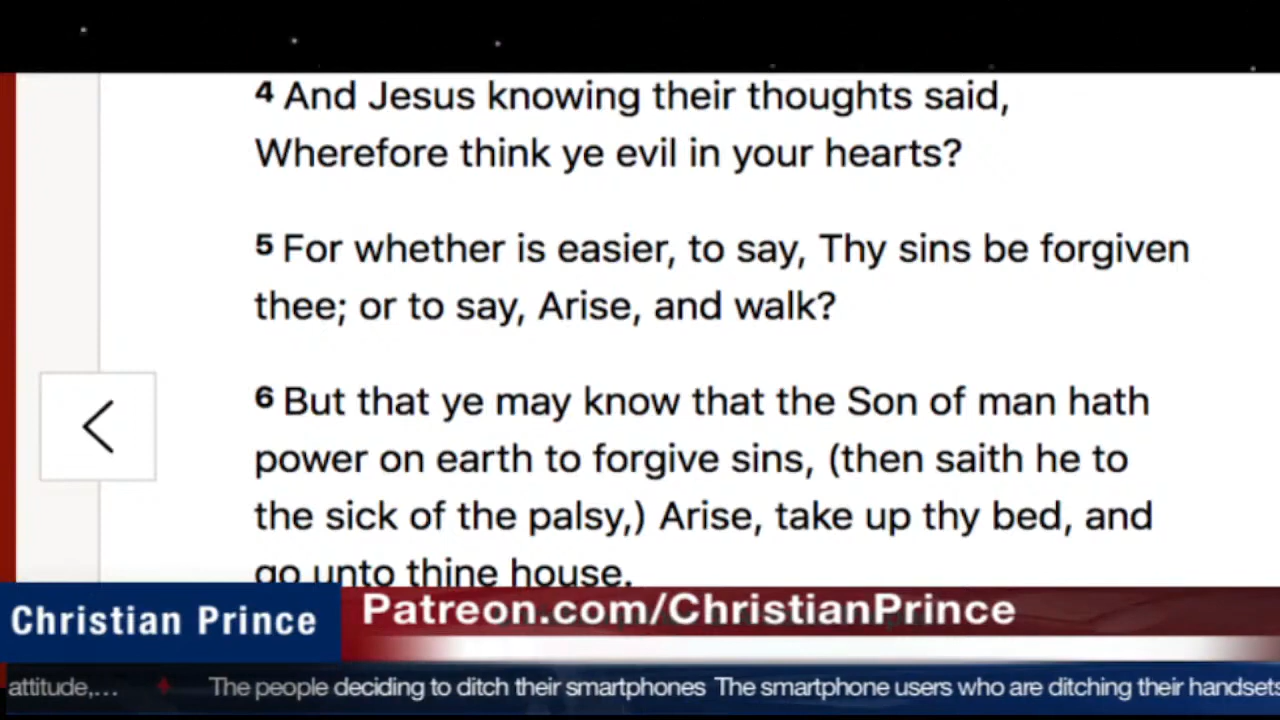 4 And Jesus knowing their thoughts said,
Wherefore think ye evil in your hearts?
5 For whether is easier, to say, Thy sins be forgiven
thee; or to say, Arise, and walk?
6 But that ye may know that the Son of man hath
power on earth to forgive sins, (then saith he to
the sick of the palsy,) Arise, take up thy bed, and
go unto thine house.
Christian Prince
Patreon.com/ChristianPrince
attitude,... The people deciding to ditch their smartphones The smartphone users who are ditching their handsets